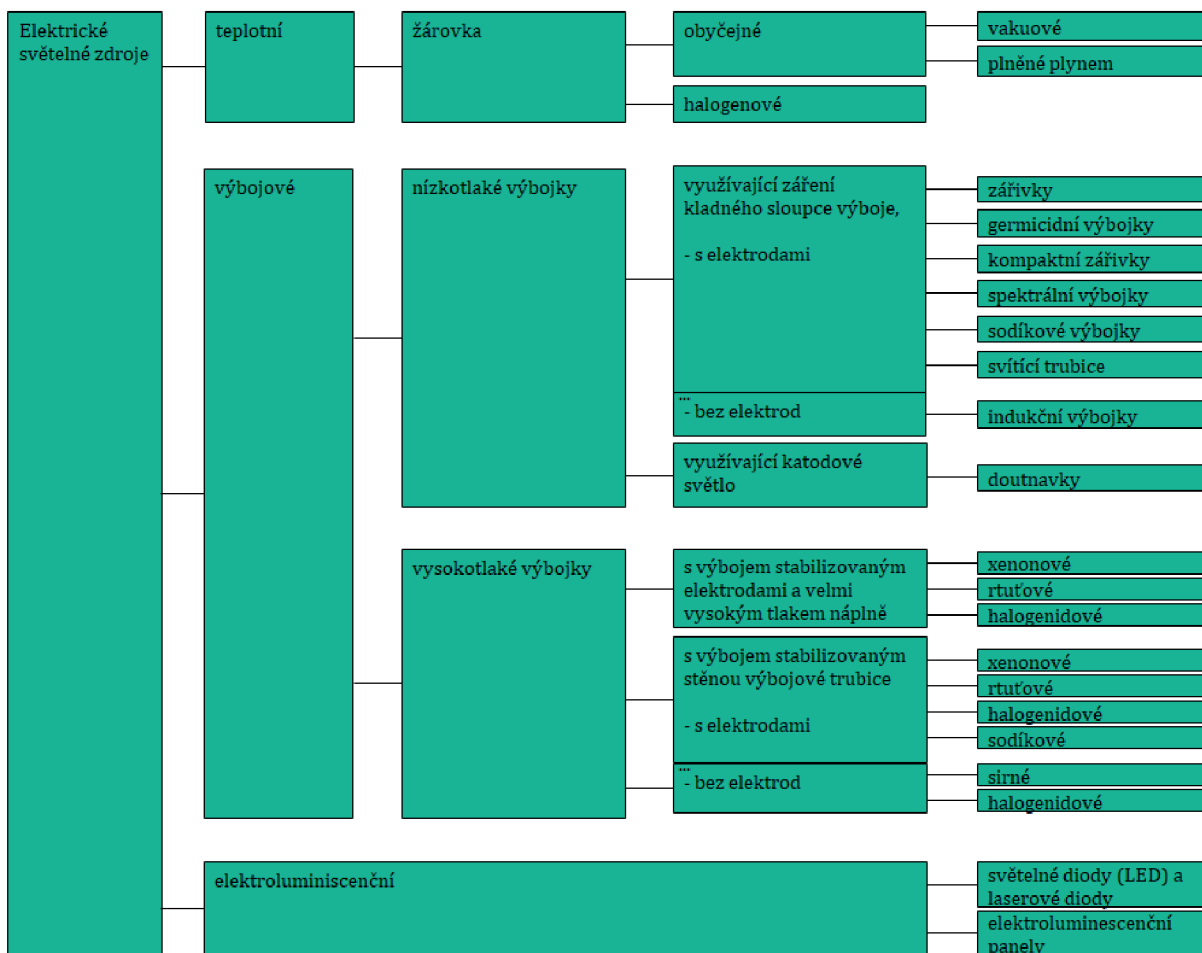 Elektrické
světelné zdroje
teplotní
žárovka
obyčejné
vakuové
plněné plynem
halogenové
výbojové
nízkotlaké výbojky
využívající záření
kladného sloupce výboje,
- s elektrodami
zářivky
germicidní výbojky
kompaktní zářivky
spektrální výbojky
sodíkové výbojky
svítící trubice
...
- bez elektrod
indukční výbojky
využívající katodové
světlo
doutnavky
vysokotlaké výbojky
s výbojem stabilizovaným
elektrodami a velmi
vysokým tlakem náplně
xenonové
rtuťové
halogenidové
s výbojem stabilizovaným
stěnou výbojové trubice
- s elektrodami
xenonové
rtuťové
halogenidové
sodíkové
...
- bez elektrod
sirné
halogenidové
elektroluminiscenční
světelné diody (LED) a
laserové diody
elektroluminescenční
panely